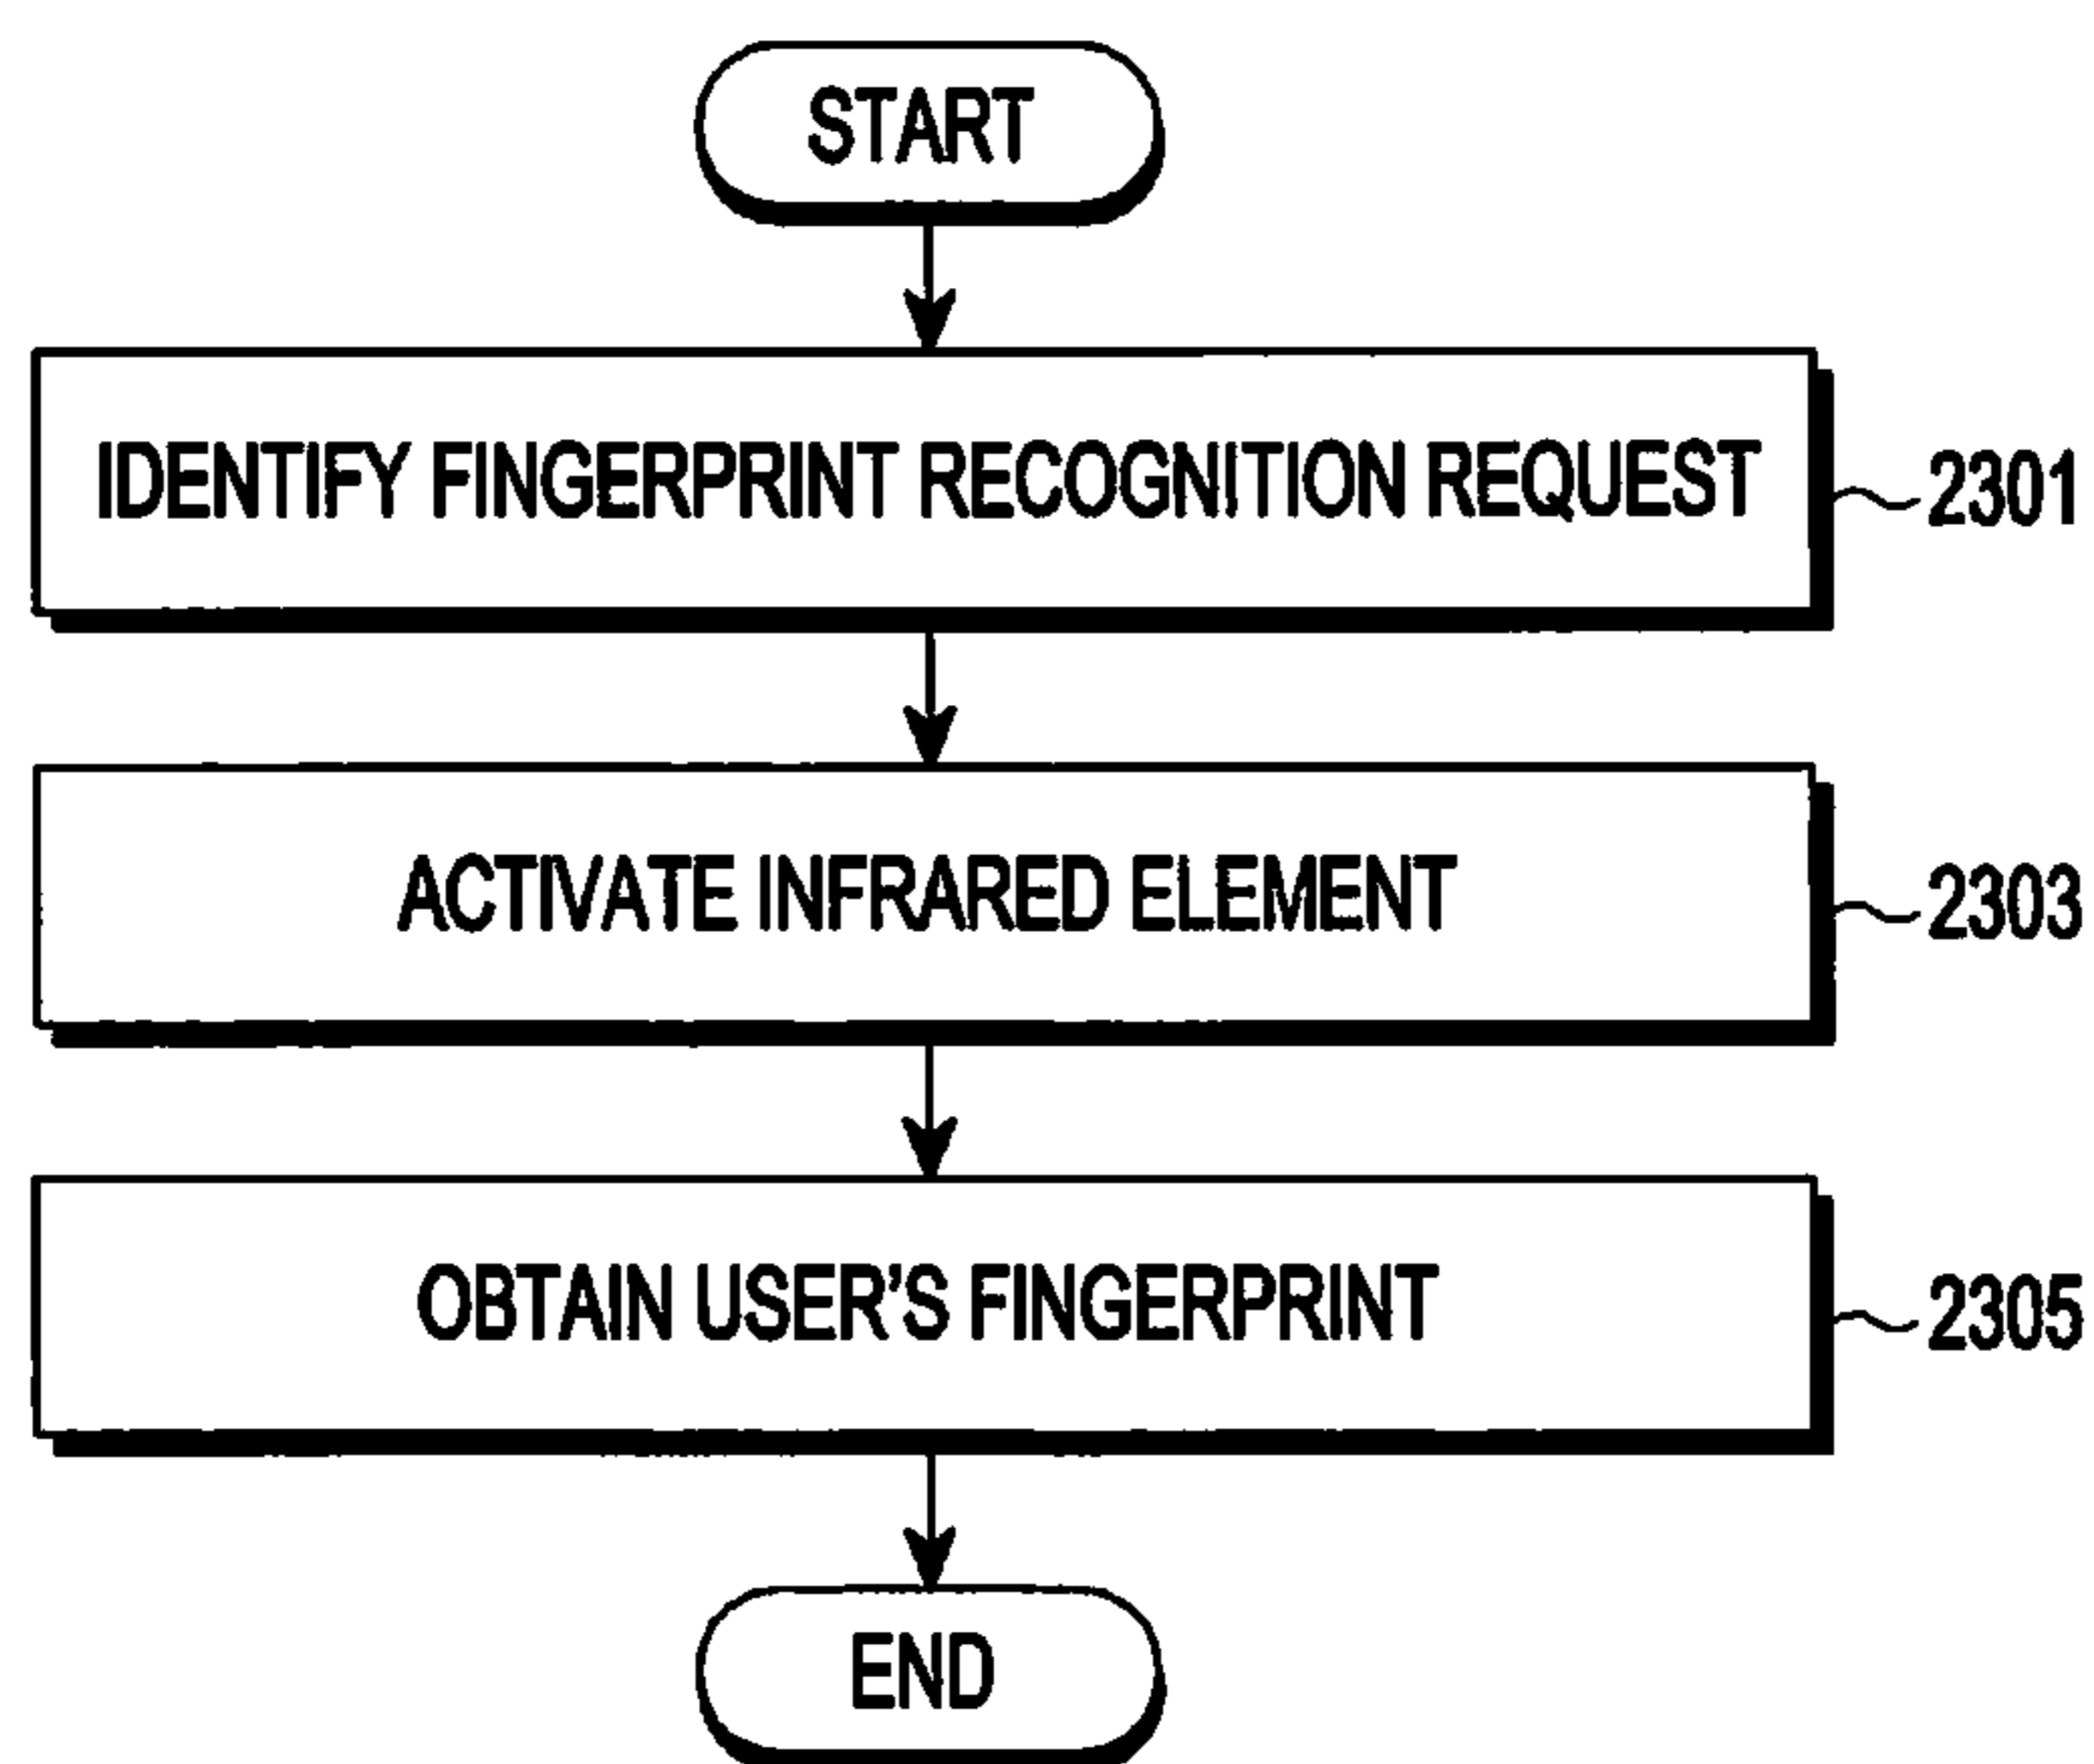 START
IDENTIFY FINGERPRINT RECOGNITION REQUEST
2301
ACTIVATE INFRARED ELEMENT
2303
OBTAIN USER'S FINGERPRINT
2305
END